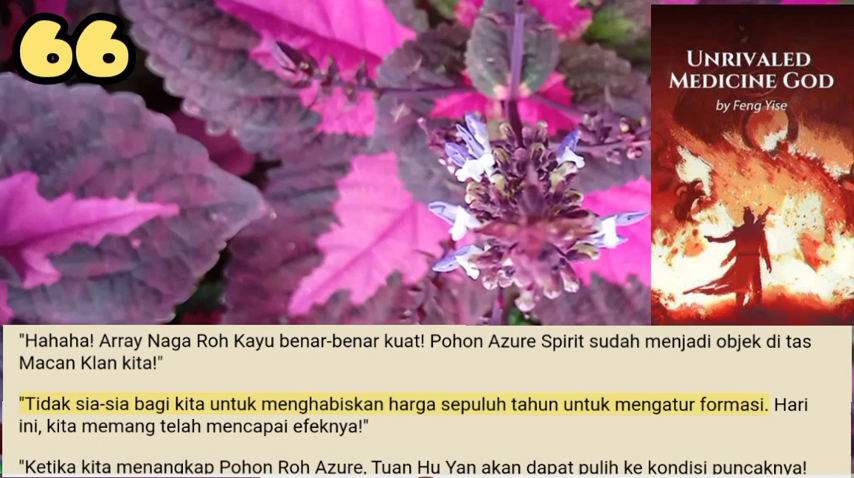 66
UNRIVALED
MEDICINE GOD
by Feng Yise
"Hahaha! Array Naga Roh Kayu benar-benar kuat! Pohon Azure Spirit sudah menjadi objek di tas
Macan Klan kita!"
"Tidak sia-sia bagi kita untuk menghabiskan harga sepuluh tahun untuk mengatur formasi. Hari
ini, kita memang telah mencapai efeknya!"
"Ketika kita menangkap Pohon Roh Azure, Tuan Hu Yan akan dapat pulih ke kondisi puncaknya!